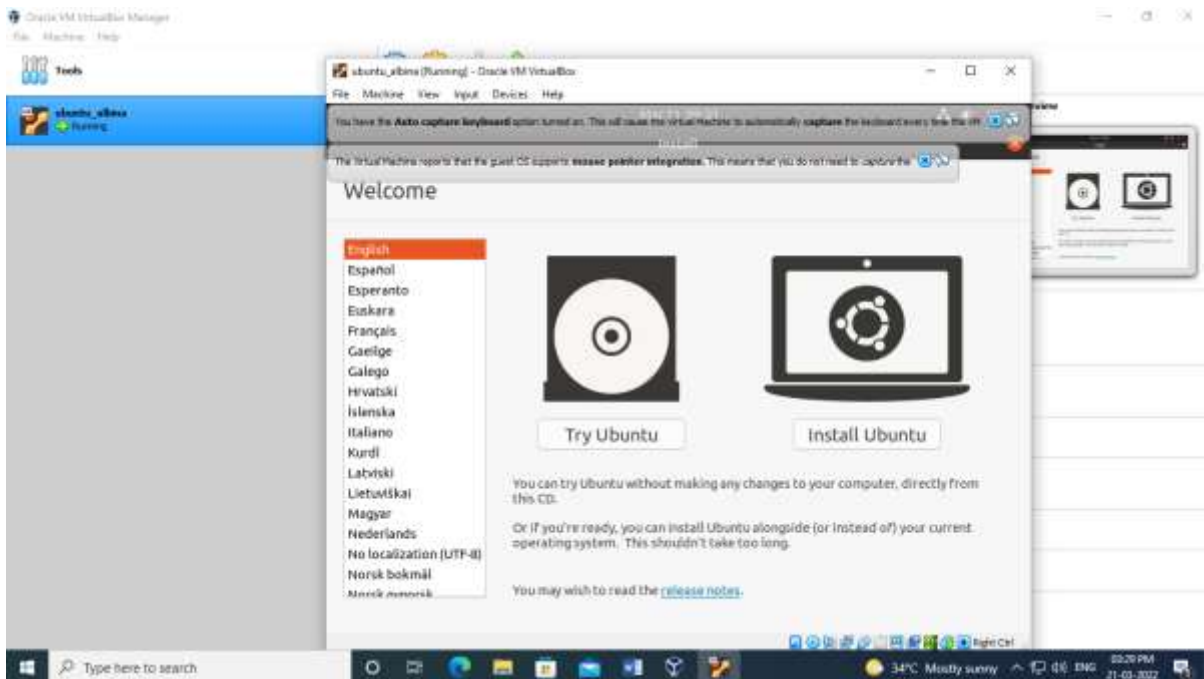 Oracle VM VirtualBox Manager
File Machine Help
Tools
ubuntu_albina
Running
ubuntu_albina (Running) - Oracle VM VirtualBox
File Machine View Input Devices Help
You have the Auto capture keyboard option turned on. This will cause the Virtual Machine to automatically capture the keyboard every time the VM
Install
The Virtual Machine reports that the guest OS supports mouse pointer integration. This means that you do not need to capture the
Welcome
English
Español
Esperanto
Euskara
Français
Gaeilge
Galego
Hrvatski
Íslenska
Italiano
Kurdî
Latviski
Lietuviškai
Magyar
Nederlands
No localization (UTF-8)
Norsk bokmål
Norsk nynorsk
Try Ubuntu
Install Ubuntu
You can try Ubuntu without making any changes to your computer, directly from
this CD.
Or if you're ready, you can install Ubuntu alongside (or instead of) your current
operating system. This shouldn't take too long.
You may wish to read the release notes.
Right Ctrl
Type here to search
34°C Mostly sunny
ENG
03:29 PM
21-03-2022